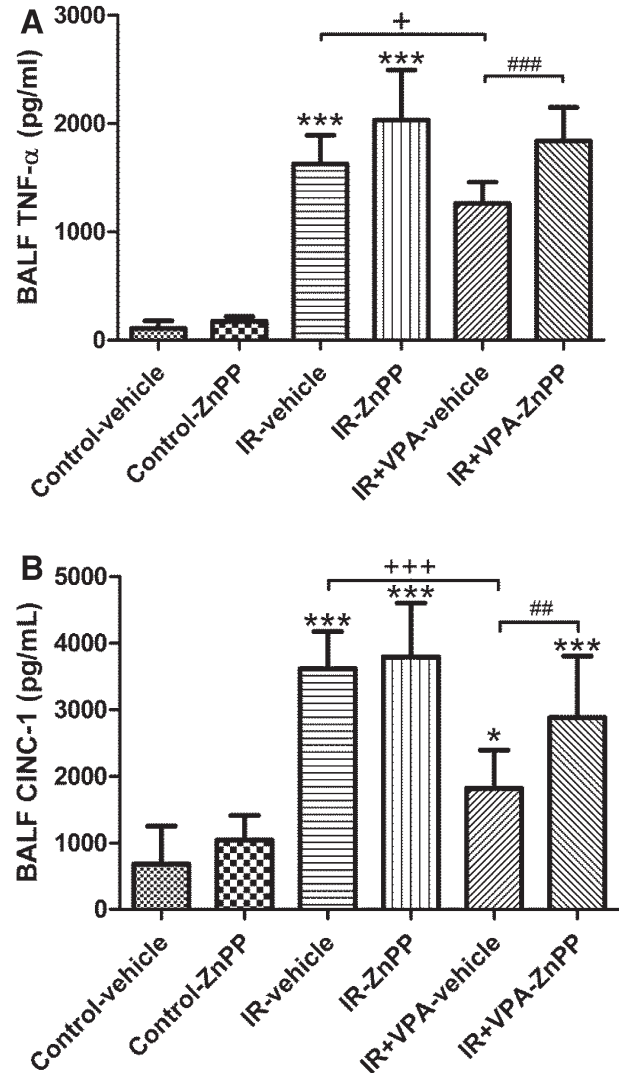 A
BALF TNF-α (pg/ml)
3000
2000
1000
0
+
***
***
###
Control-vehicle
Control-ZnPP
IR-vehicle
IR-ZnPP
IR+VPA-vehicle
IR+VPA-ZnPP
B
BALF CINC-1 (pg/mL)
5000
4000
3000
2000
1000
0
+++
***
***
##
***
*
Control-vehicle
Control-ZnPP
IR-vehicle
IR-ZnPP
IR+VPA-vehicle
IR+VPA-ZnPP